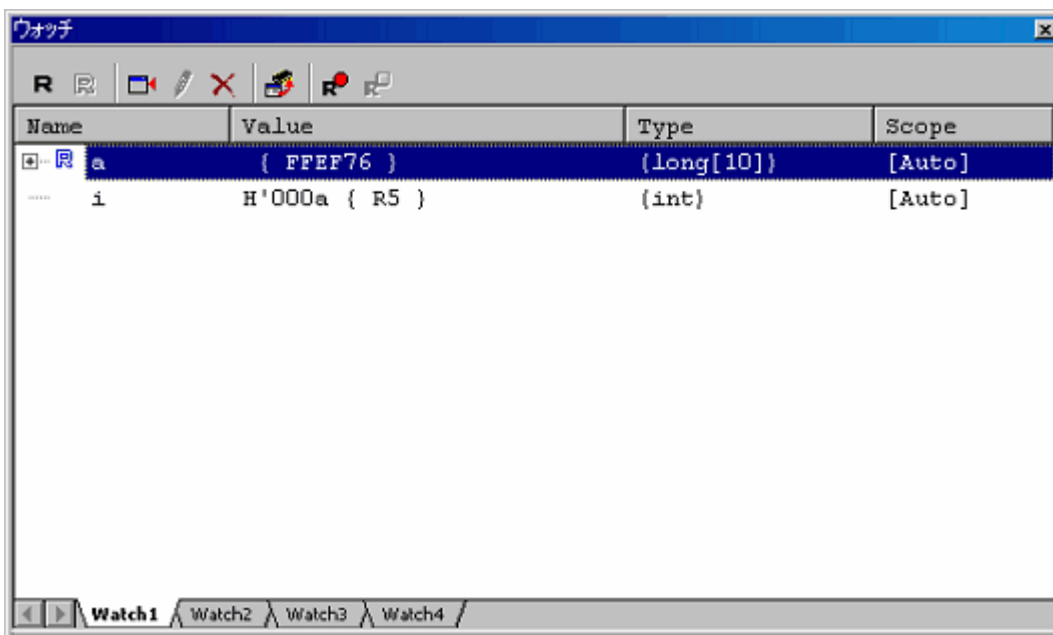 ウォッチ
R R R R
Name Value Type Scope
R a { FFEF76 } {long[10]} [Auto]
i H'000a { R5 } {int} [Auto]
Watch1 Watch2 Watch3 Watch4